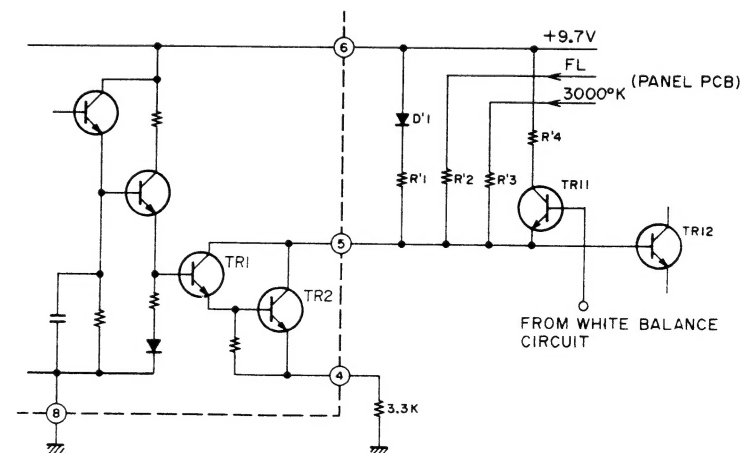 6
+9.7V
FL
(PANEL PCB)
3000°K
D'1
R'4
R'1
R'2
R'3
TR11
5
TR12
TR1
TR2
FROM WHITE BALANCE
CIRCUIT
4
3.3K
8